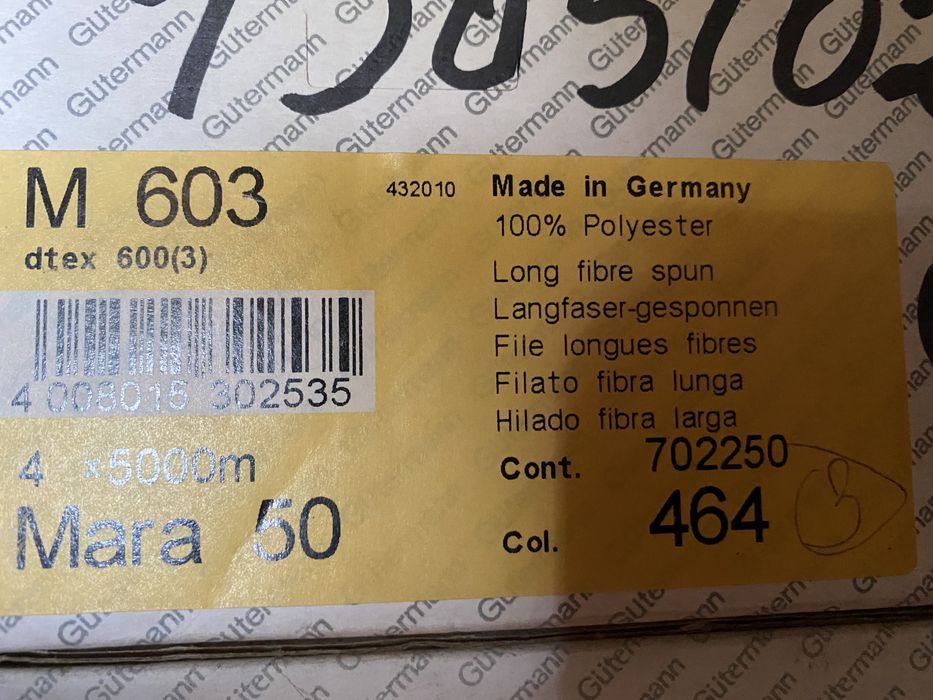 Gütermann
M 603
dtex 600(3)
432010
4 008015 302535
4 x5000m
Mara 50
Made in Germany
100% Polyester
Long fibre spun
Langfaser-gesponnen
File longues fibres
Filato fibra lunga
Hilado fibra larga
Cont. 702250
Col. 464
3